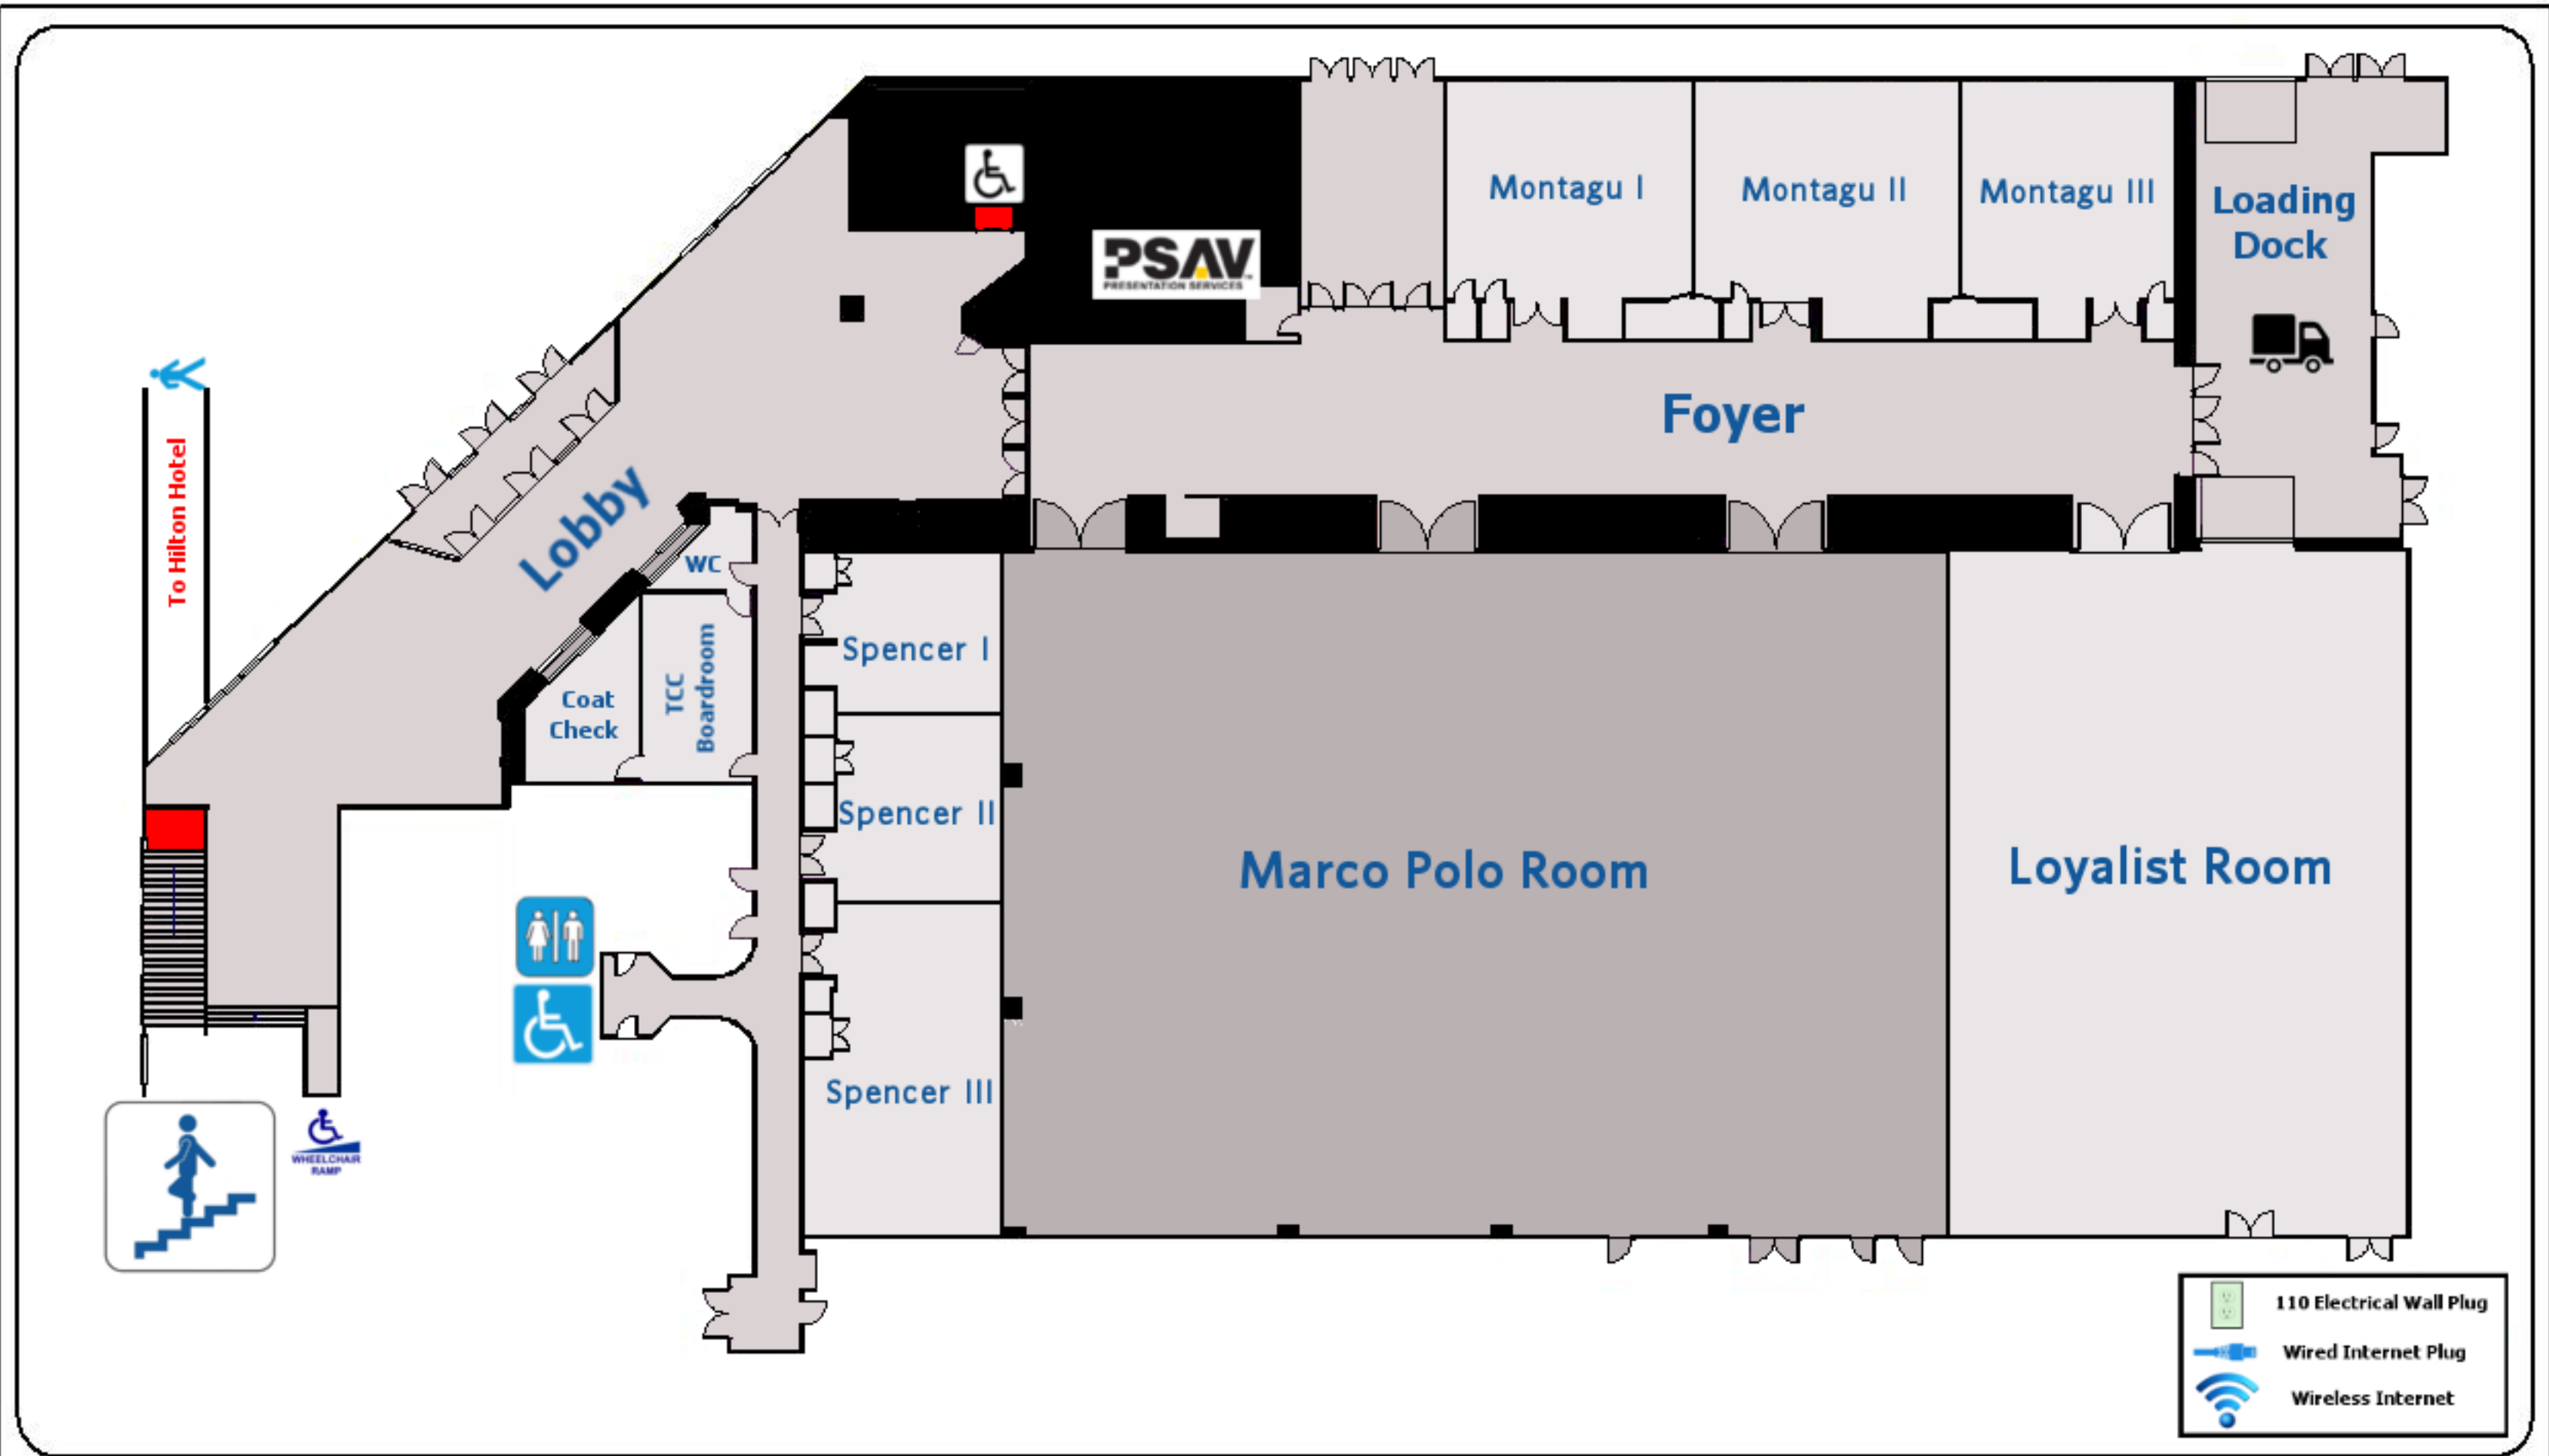 Montagu I
Montagu II
Montagu III
Loading
Dock
PSAV
PRESENTATION SERVICES
Foyer
To Hilton Hotel
Lobby
WC
Spencer I
Coat
Check
TCC
Boardroom
Spencer II
Marco Polo Room
Loyalist Room
Spencer III
WHEELCHAIR
RAMP
110 Electrical Wall Plug
Wired Internet Plug
Wireless Internet